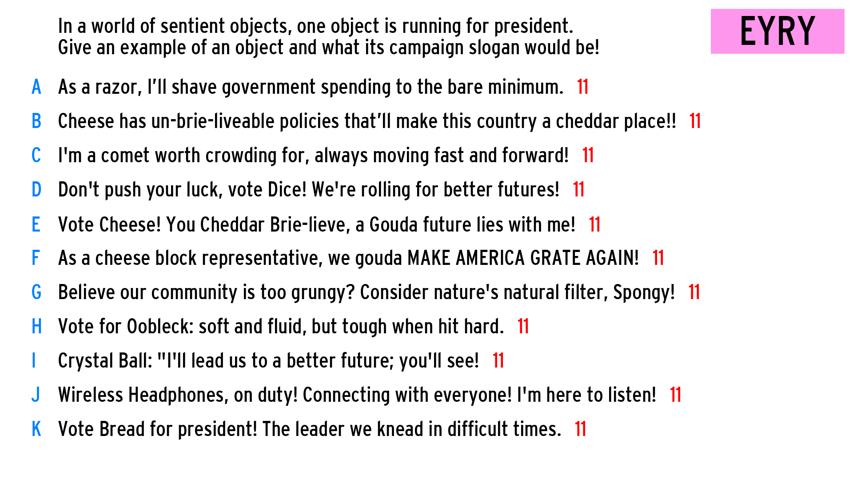 In a world of sentient objects, one object is running for president.
Give an example of an object and what its campaign slogan would be!
EYRY
A As a razor, I’ll shave government spending to the bare minimum. 11
B Cheese has un-brie-liveable policies that’ll make this country a cheddar place!! 11
C I'm a comet worth crowding for, always moving fast and forward! 11
D Don't push your luck, vote Dice! We're rolling for better futures! 11
E Vote Cheese! You Cheddar Brie-lieve, a Gouda future lies with me! 11
F As a cheese block representative, we gouda MAKE AMERICA GRATE AGAIN! 11
G Believe our community is too grungy? Consider nature's natural filter, Spongy! 11
H Vote for Oobleck: soft and fluid, but tough when hit hard. 11
I Crystal Ball: "I'll lead us to a better future; you'll see! 11
J Wireless Headphones, on duty! Connecting with everyone! I'm here to listen! 11
K Vote Bread for president! The leader we knead in difficult times. 11